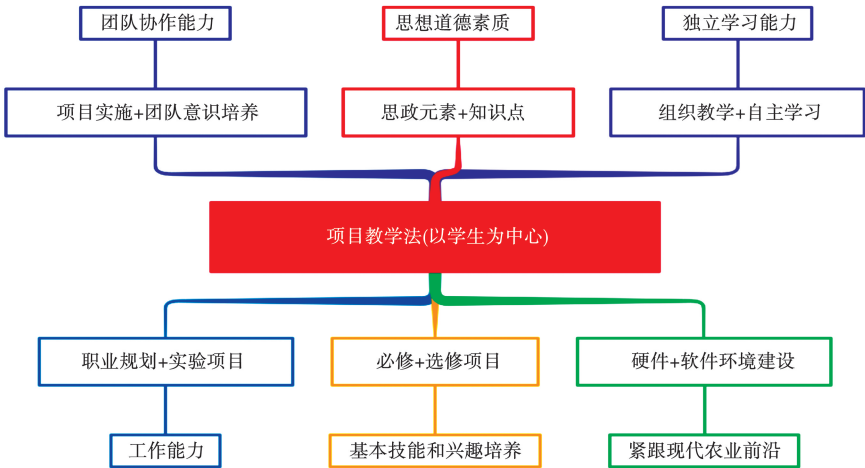 团队协作能力
思想道德素质
独立学习能力
项目实施+团队意识培养
思政元素+知识点
组织教学+自主学习
项目教学法(以学生为中心)
职业规划+实验项目
必修+选修项目
硬件+软件环境建设
工作能力
基本技能和兴趣培养
紧跟现代农业前沿